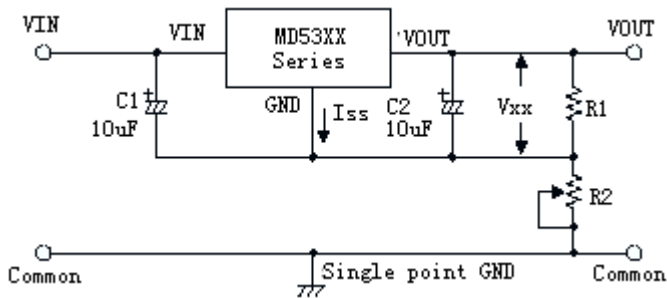 VIN
VIN
MD53XX
Series
VOUT
VOUT
C1
10uF
GND
Iss
C2
10uF
Vxx
R1
R2
Common
Single point GND
Common